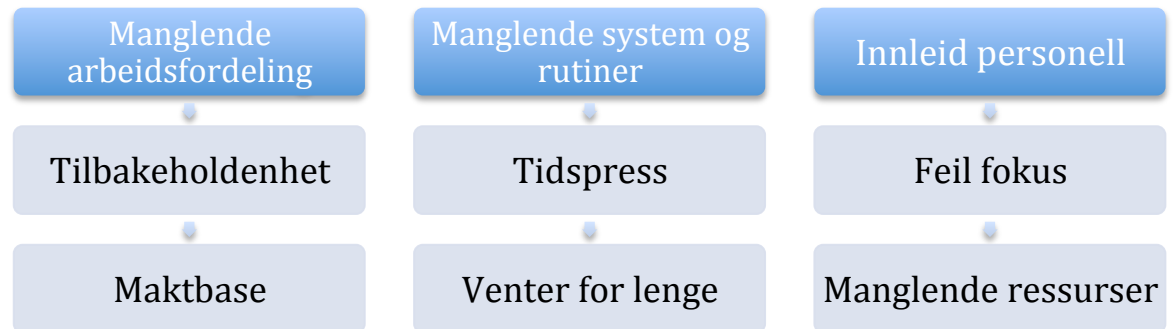 Manglende
arbeidsfordeling
Tilbakeholdenhet
Maktbase
Manglende system og
rutiner
Tidspress
Venter for lenge
Innleid personell
Feil fokus
Manglende ressurser